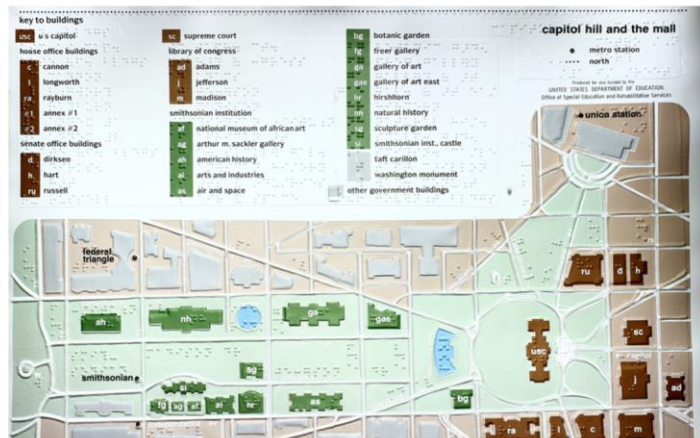 key to buildings
usc u s capitol
house office buildings
c cannon
l longworth
ra rayburn
#1 annex #1
#2 annex #2
senate office buildings
d dirksen
h hart
ru russell
sc supreme court
library of congress
ad adams
j jefferson
m madison
smithsonian institution
af national museum of african art
ag arthur m. sackler gallery
ah american history
ai arts and industries
as air and space
bg botanic garden
fg freer gallery
ga gallery of art
gae gallery of art east
hr hirshhorn
nh natural history
sg sculpture garden
si smithsonian inst., castle
taft carillon
washington monument
other government buildings
capitol hill and the mall
metro station
north
Produced for and funded by the
UNITED STATES DEPARTMENT OF EDUCATION
Office of Special Education and Rehabilitative Services
union station
federal
triangle
ru
d
h
ah
nh
ga
gae
usc
sc
capitol
j
ad
smithsonian
si
fg
ag
ai
hr
as
bg
ra
l
c
m